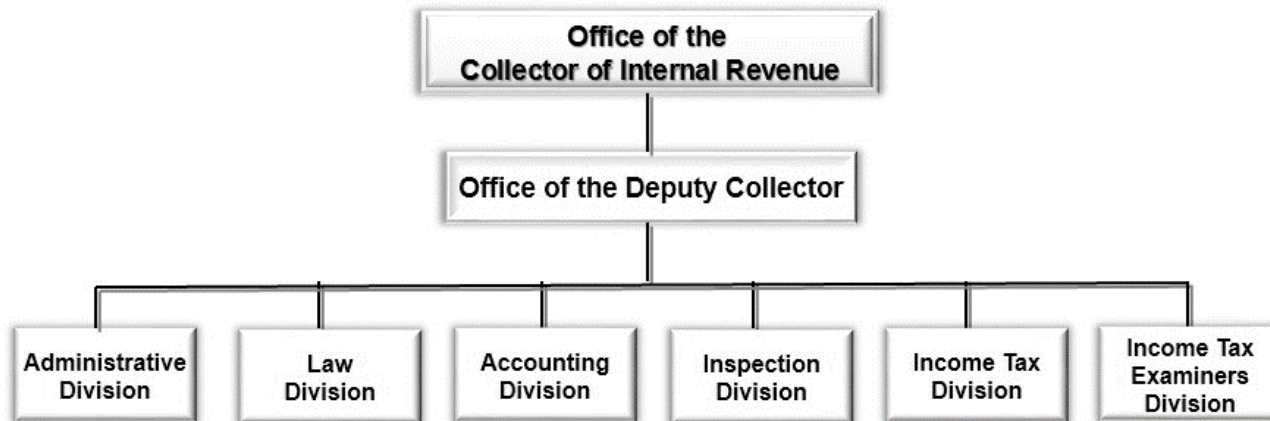 Office of the
Collector of Internal Revenue
Office of the Deputy Collector
Administrative
Division
Law
Division
Accounting
Division
Inspection
Division
Income Tax
Division
Income Tax
Examiners
Division